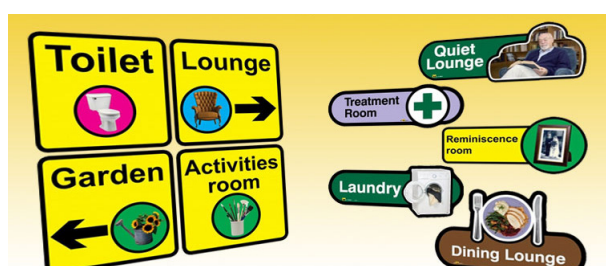 Toilet
Lounge
Garden
Activities
room
Quiet
Lounge
Treatment
Room
Reminiscence
room
Laundry
Dining Lounge